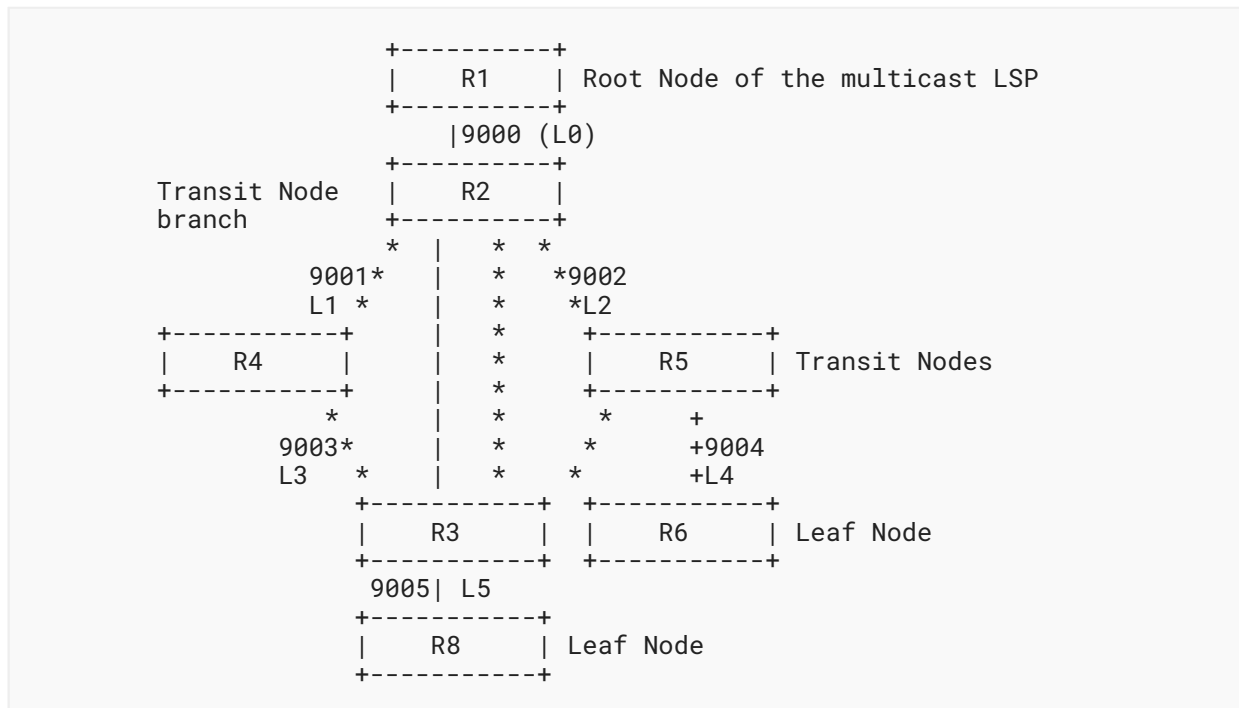 R1 Root Node of the multicast LSP
9000 (L0)
Transit Node R2
branch
9001 9002
L1 L2
R4 R5 Transit Nodes
9003 9004
L3 L4
R3 R6 Leaf Node
9005 L5
R8 Leaf Node